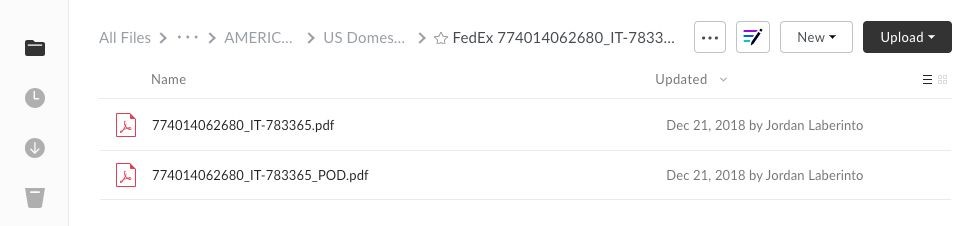 All Files > ··· > AMERIC... > US Domes... > FedEx 774014062680_IT-7833... ... New Upload
Name Updated
774014062680_IT-783365.pdf Dec 21, 2018 by Jordan Laberinto
774014062680_IT-783365_POD.pdf Dec 21, 2018 by Jordan Laberinto